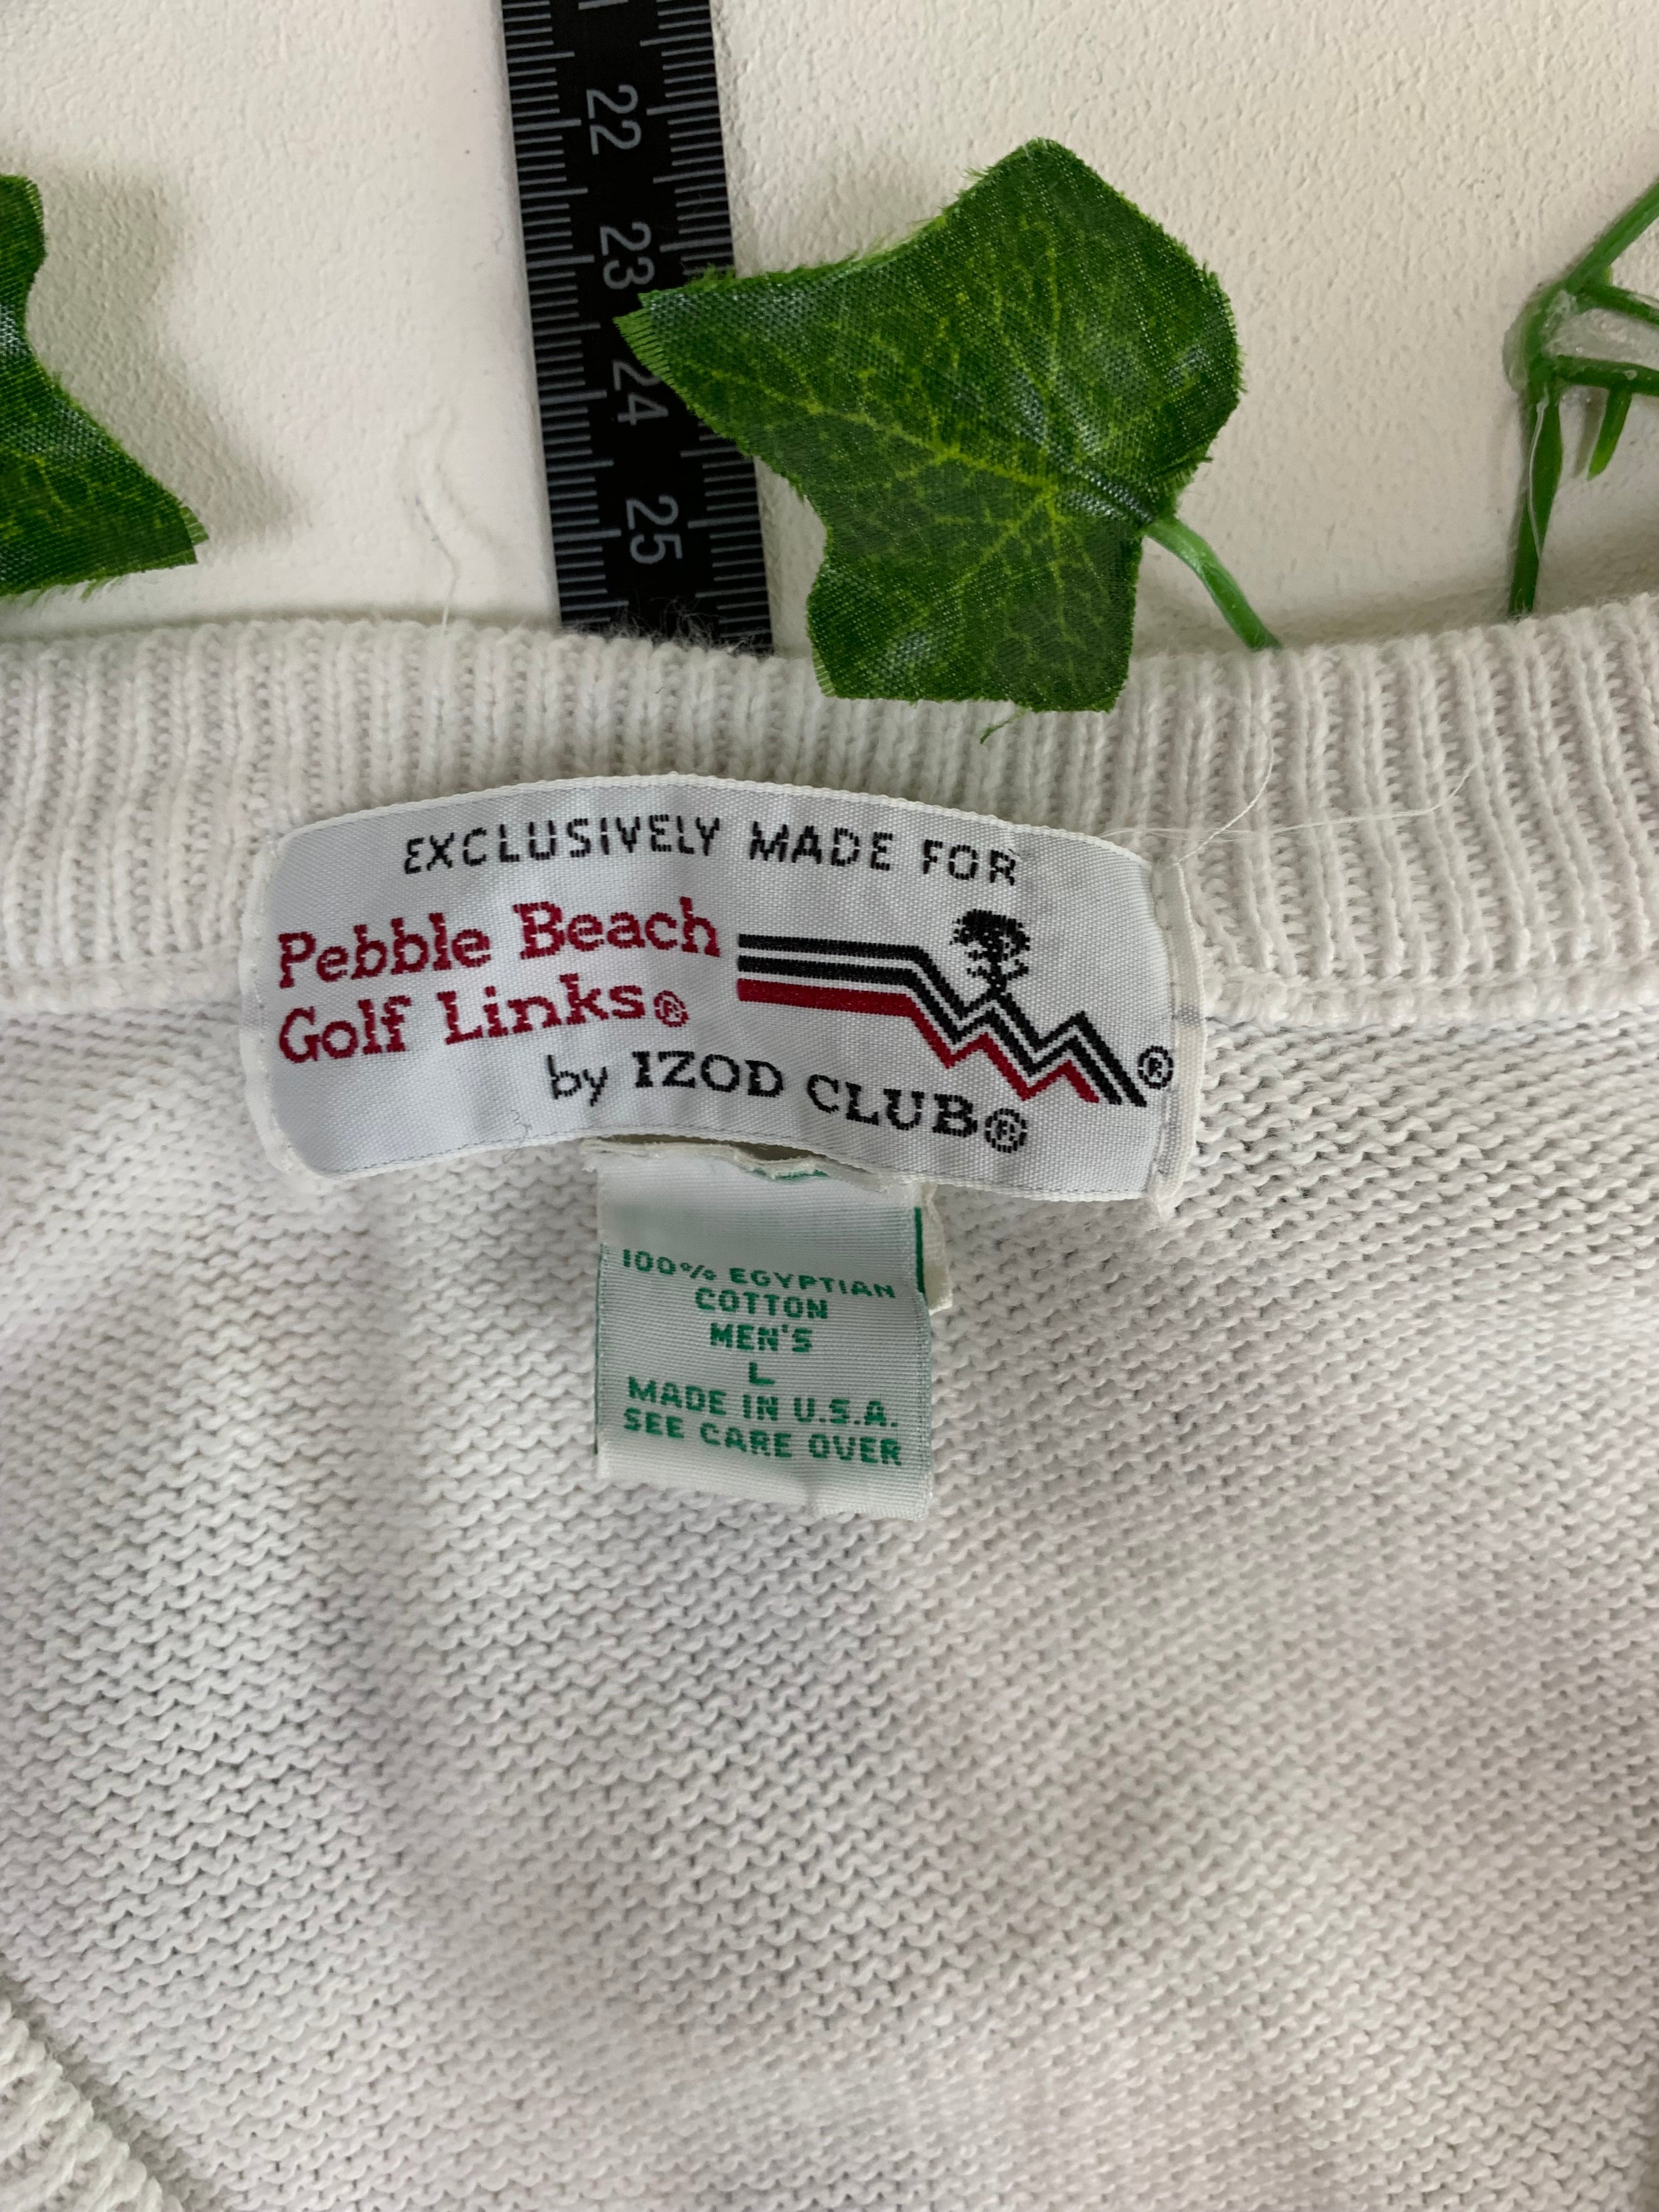 22
23
24
25
EXCLUSIVELY MADE FOR
Pebble Beach
Golf Links®
by IZOD CLUB®
®
100% EGYPTIAN
COTTON
MEN'S
L
MADE IN U.S.A.
SEE CARE OVER